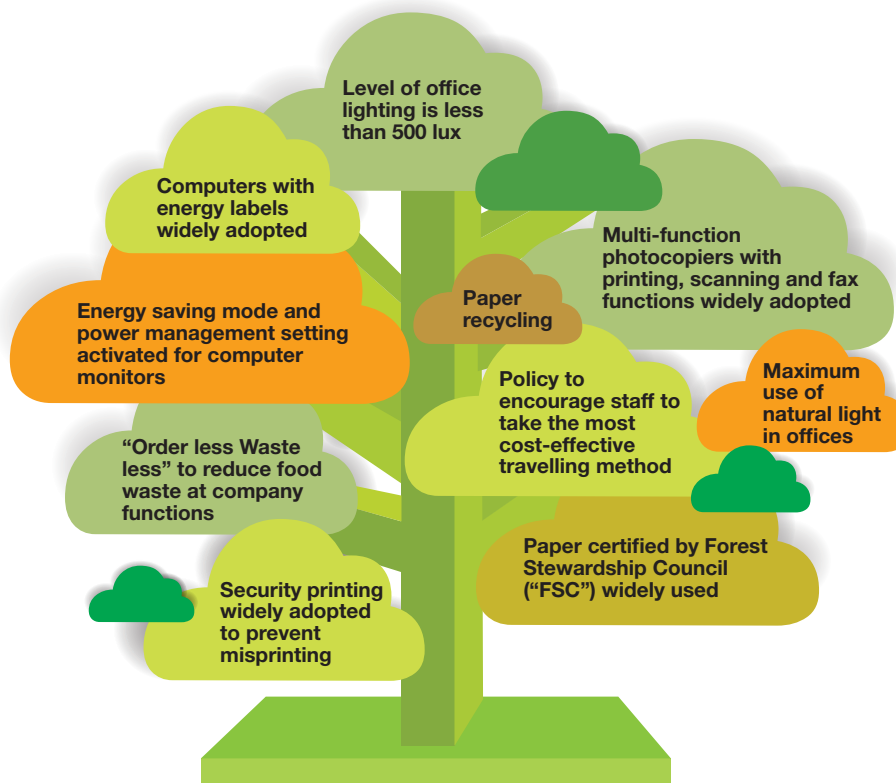 Level of office
lighting is less
than 500 lux
Computers with
energy labels
widely adopted
Multi-function
photocopiers with
printing, scanning and fax
functions widely adopted
Energy saving mode and
power management setting
activated for computer
monitors
Paper
recycling
Policy to
encourage staff to
take the most
cost-effective
travelling method
Maximum
use of
natural light
in offices
“Order less Waste
less” to reduce food
waste at company
functions
Paper certified by Forest
Stewardship Council
(“FSC”) widely used
Security printing
widely adopted
to prevent
misprinting